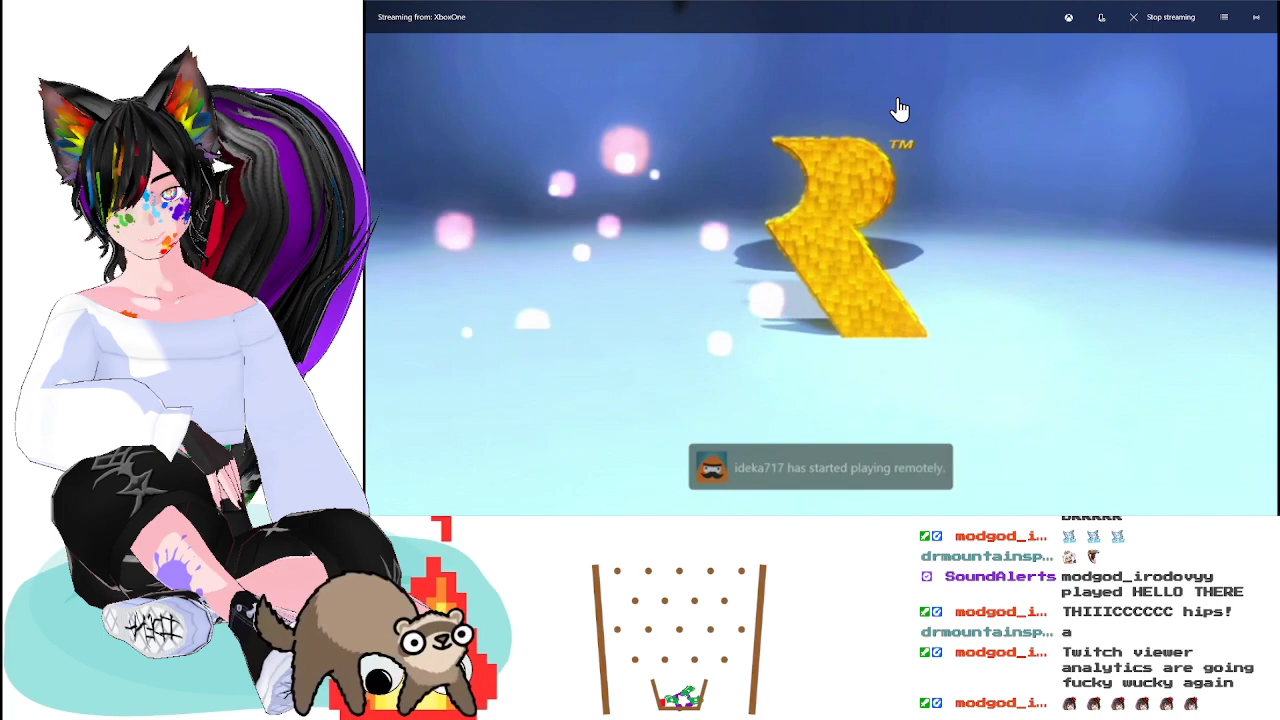 Streaming from: XboxOne
Stop streaming
R
TM
ideka717 has started playing remotely.
modgod_i...
drmountainsp...
SoundAlerts modgod_irodovyy
played HELLO THERE
modgod_i... THIIICCCCCC hips!
drmountainsp... a
modgod_i... Twitch viewer
analytics are going
fucky wucky again
modgod_i...